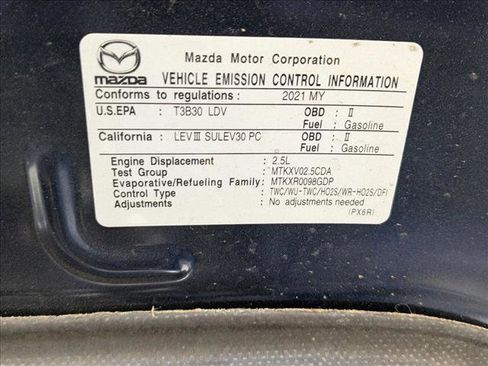 Mazda Motor Corporation
mazda VEHICLE EMISSION CONTROL INFORMATION
Conforms to regulations : 2021 MY
U.S.EPA : T3B30 LDV OBD : II
Fuel : Gasoline
California : LEVIII SULEV30 PC OBD : II
Fuel : Gasoline
Engine Displacement : 2.5L
Test Group : MTKXV02.5CDA
Evaporative/Refueling Family: MTKXR0098GDP
Control Type : TWC/WU-TWC/HO2S/WR-HO2S/DFI
Adjustments : No adjustments needed
(PX6R)